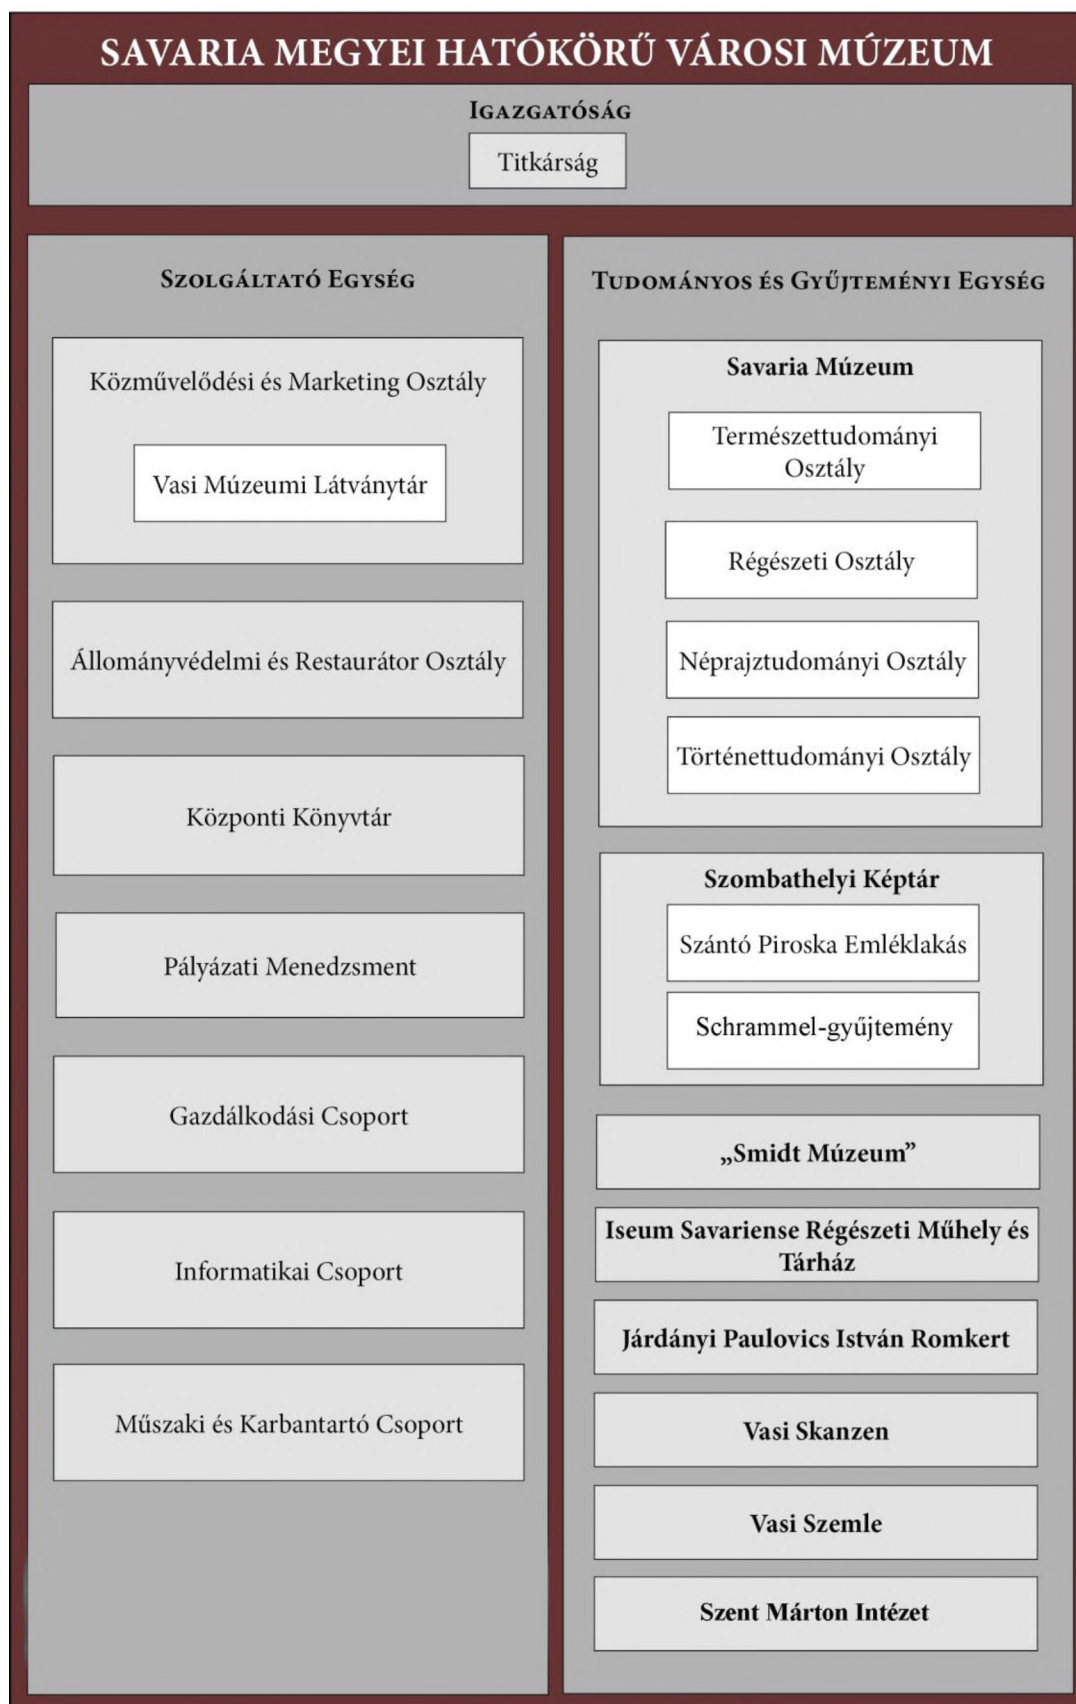 SAVARIA MEGYEI HATÓKÖRŰ VÁROSI MÚZEUM
IGAZGATÓSÁG
Titkárság
SZOLGÁLTATÓ EGYSÉG
Közművelődési és Marketing Osztály
Vasi Múzeumi Látványtár
Állományvédelmi és Restaurátor Osztály
Központi Könyvtár
Pályázati Menedzsment
Gazdálkodási Csoport
Informatikai Csoport
Műszaki és Karbantartó Csoport
TUDOMÁNYOS ÉS GYŰJTEMÉNYI EGYSÉG
Savaria Múzeum
Természettudományi
Osztály
Régészeti Osztály
Néprajztudományi Osztály
Történettudományi Osztály
Szombathelyi Képtár
Szántó Piroska Emléklakás
Schrammel-gyűjtemény
„Smidt Múzeum”
Iseum Savariense Régészeti Műhely és
Tárház
Járdányi Paulovics István Romkert
Vasi Skanzen
Vasi Szemle
Szent Márton Intézet